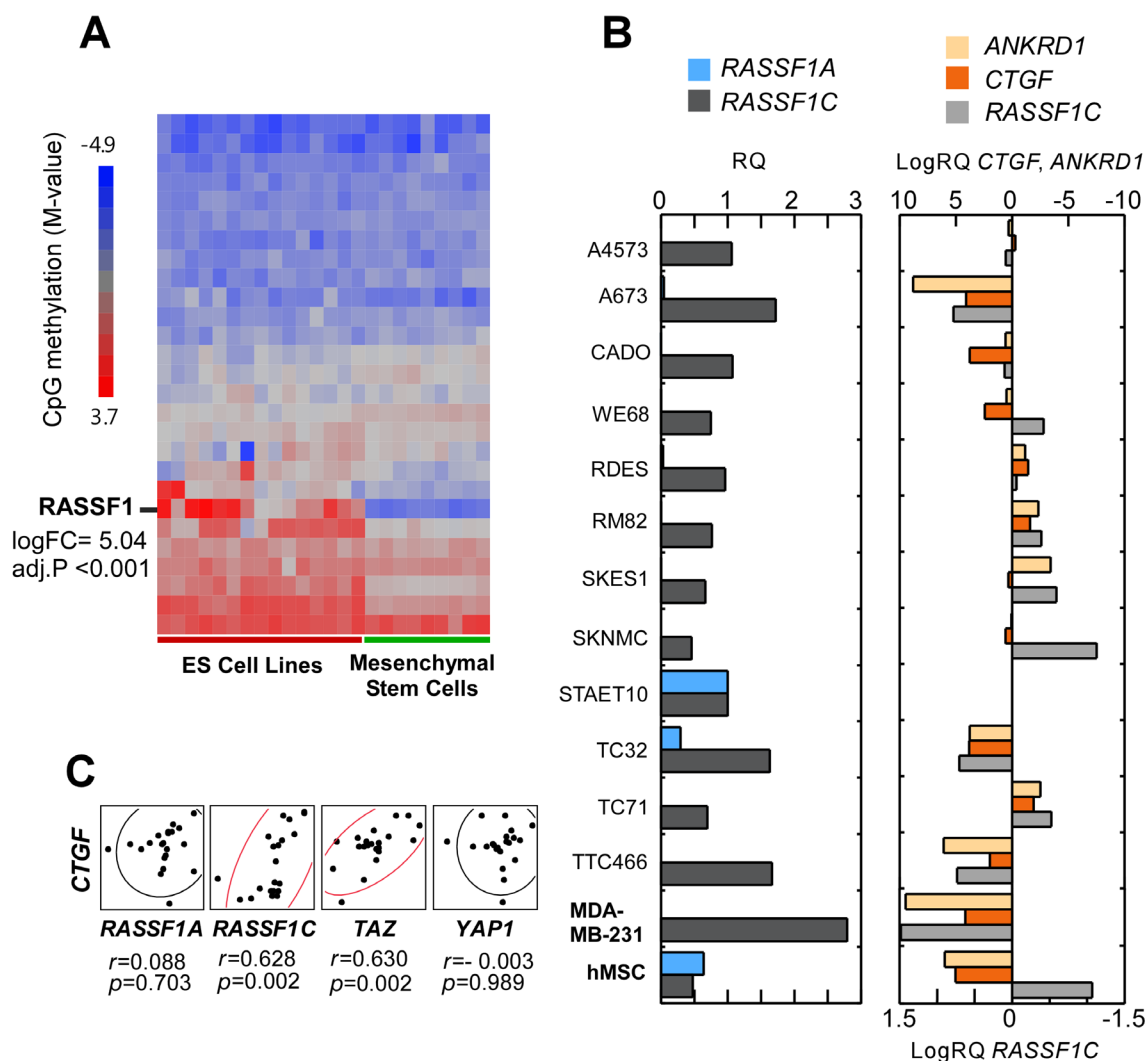 A
CpG methylation (M-value)
-4.9
3.7
RASSF1
logFC= 5.04
adj.P <0.001
ES Cell Lines
Mesenchymal
Stem Cells
B
RASSF1A
RASSF1C
ANKRD1
CTGF
RASSF1C
RQ
0 1 2 3
LogRQ CTGF, ANKRD1
10 5 0 -5 -10
A4573
A673
CADO
WE68
RDES
RM82
SKES1
SKNMC
STAET10
TC32
TC71
TTC466
MDA-
MB-231
hMSC
1.5 0 -1.5
LogRQ RASSF1C
C
CTGF
RASSF1A RASSF1C TAZ YAP1
r=0.088 r=0.628 r=0.630 r=- 0.003
p=0.703 p=0.002 p=0.002 p=0.989